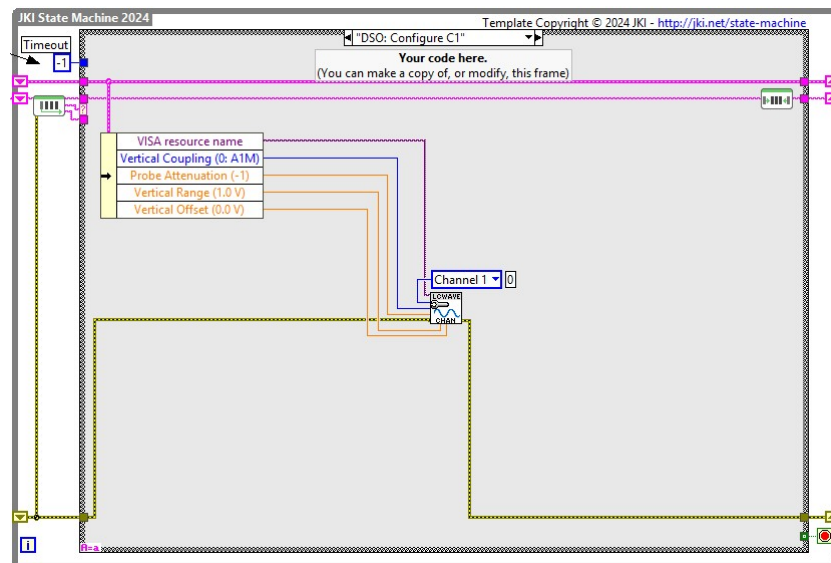 JKI State Machine 2024
Template Copyright © 2024 JKI - http://jki.net/state-machine
Timeout
-1
"DSO: Configure C1"
Your code here.
(You can make a copy of, or modify, this frame)
?
VISA resource name
Vertical Coupling (0: A1M)
Probe Attenuation (-1)
Vertical Range (1.0 V)
Vertical Offset (0.0 V)
Channel 1
0
LCWAVE
CHAN
i
A=a